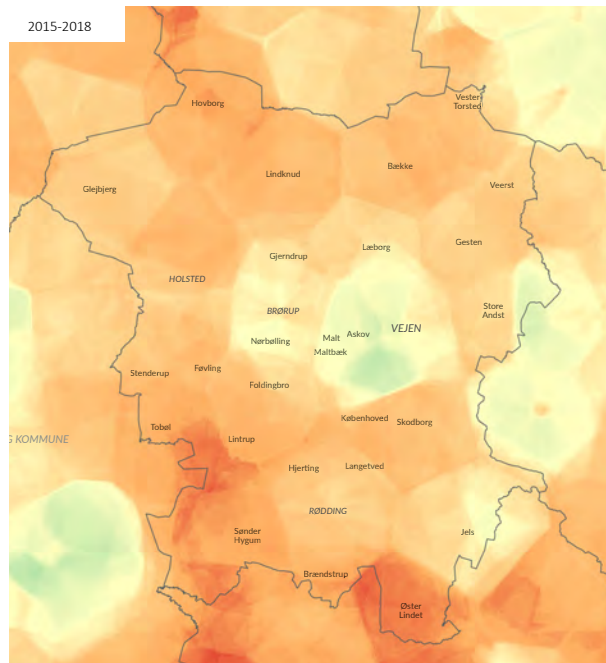 2015-2018
Hovborg
Vester-
Torsted
Lindknud
Bække
Glejbjerg
Veerst
Læborg
Gesten
Gjerndrup
HOLSTED
BRØRUP
Store
Andst
VEJEN
Askov
Malt
Nørbølling
Maltbæk
Føvling
Stenderup
Foldingbro
Københoved
Skodborg
Tobøl
Lintrup
G KOMMUNE
Hjerting
Langetved
RØDDING
Sønder
Hygum
Jels
Brændstrup
Øster
Lindet